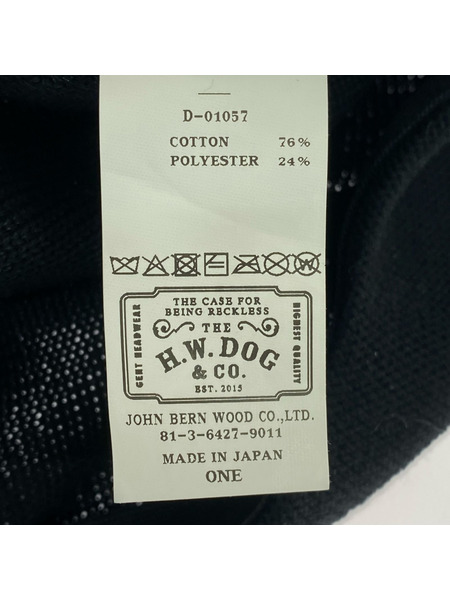 D-01057
COTTON 76%
POLYESTER 24%
THE CASE FOR
BEING RECKLESS
GENT HEADWEAR
THE
H.W. DOG
& CO.
EST. 2015
HIGHEST QUALITY
JOHN BERN WOOD CO.,LTD.
81-3-6427-9011
MADE IN JAPAN
ONE